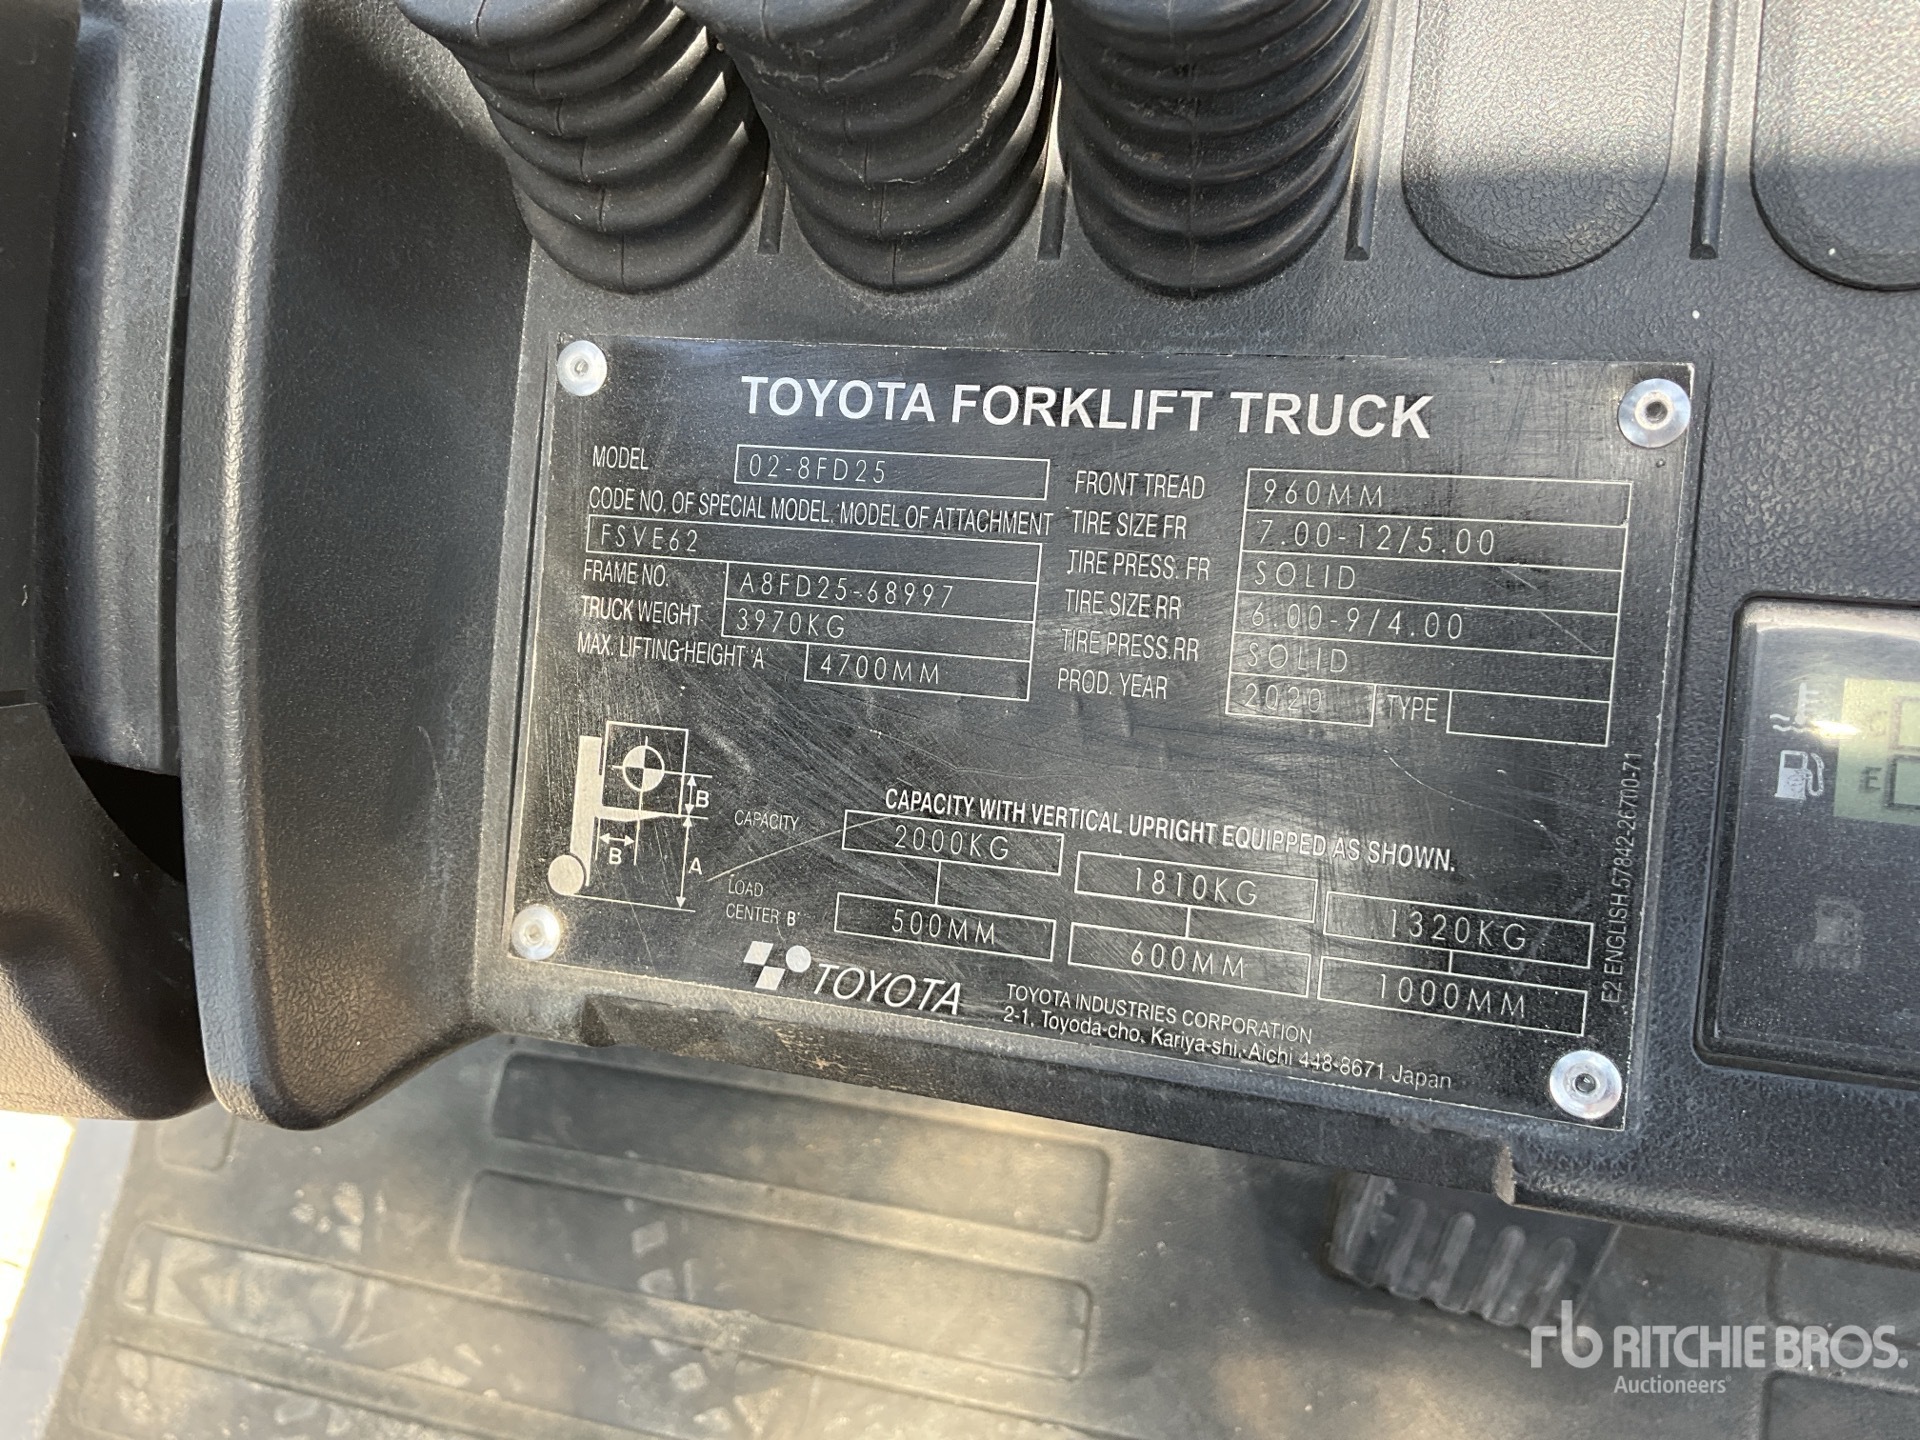 TOYOTA FORKLIFT TRUCK
MODEL 02-8FD25
CODE NO. OF SPECIAL MODEL, MODEL OF ATTACHMENT
FSVE62
FRAME NO. A8FD25-68997
TRUCK WEIGHT 3970KG
MAX. LIFTING HEIGHT 'A' 4700MM
FRONT TREAD 960MM
TIRE SIZE FR 7.00-12/5.00
TIRE PRESS. FR SOLID
TIRE SIZE RR 6.00-9/4.00
TIRE PRESS. RR SOLID
PROD. YEAR 2020 TYPE
CAPACITY WITH VERTICAL UPRIGHT EQUIPPED AS SHOWN.
B
B
A
CAPACITY 2000KG 1810KG 1320KG
LOAD CENTER 'B' 500MM 600MM 1000MM
TOYOTA
TOYOTA INDUSTRIES CORPORATION
2-1, Toyoda-cho, Kariya-shi, Aichi 448-8671 Japan
E2 ENGLISH 57842-26700-71
E
rb RITCHIE BROS.
Auctioneers